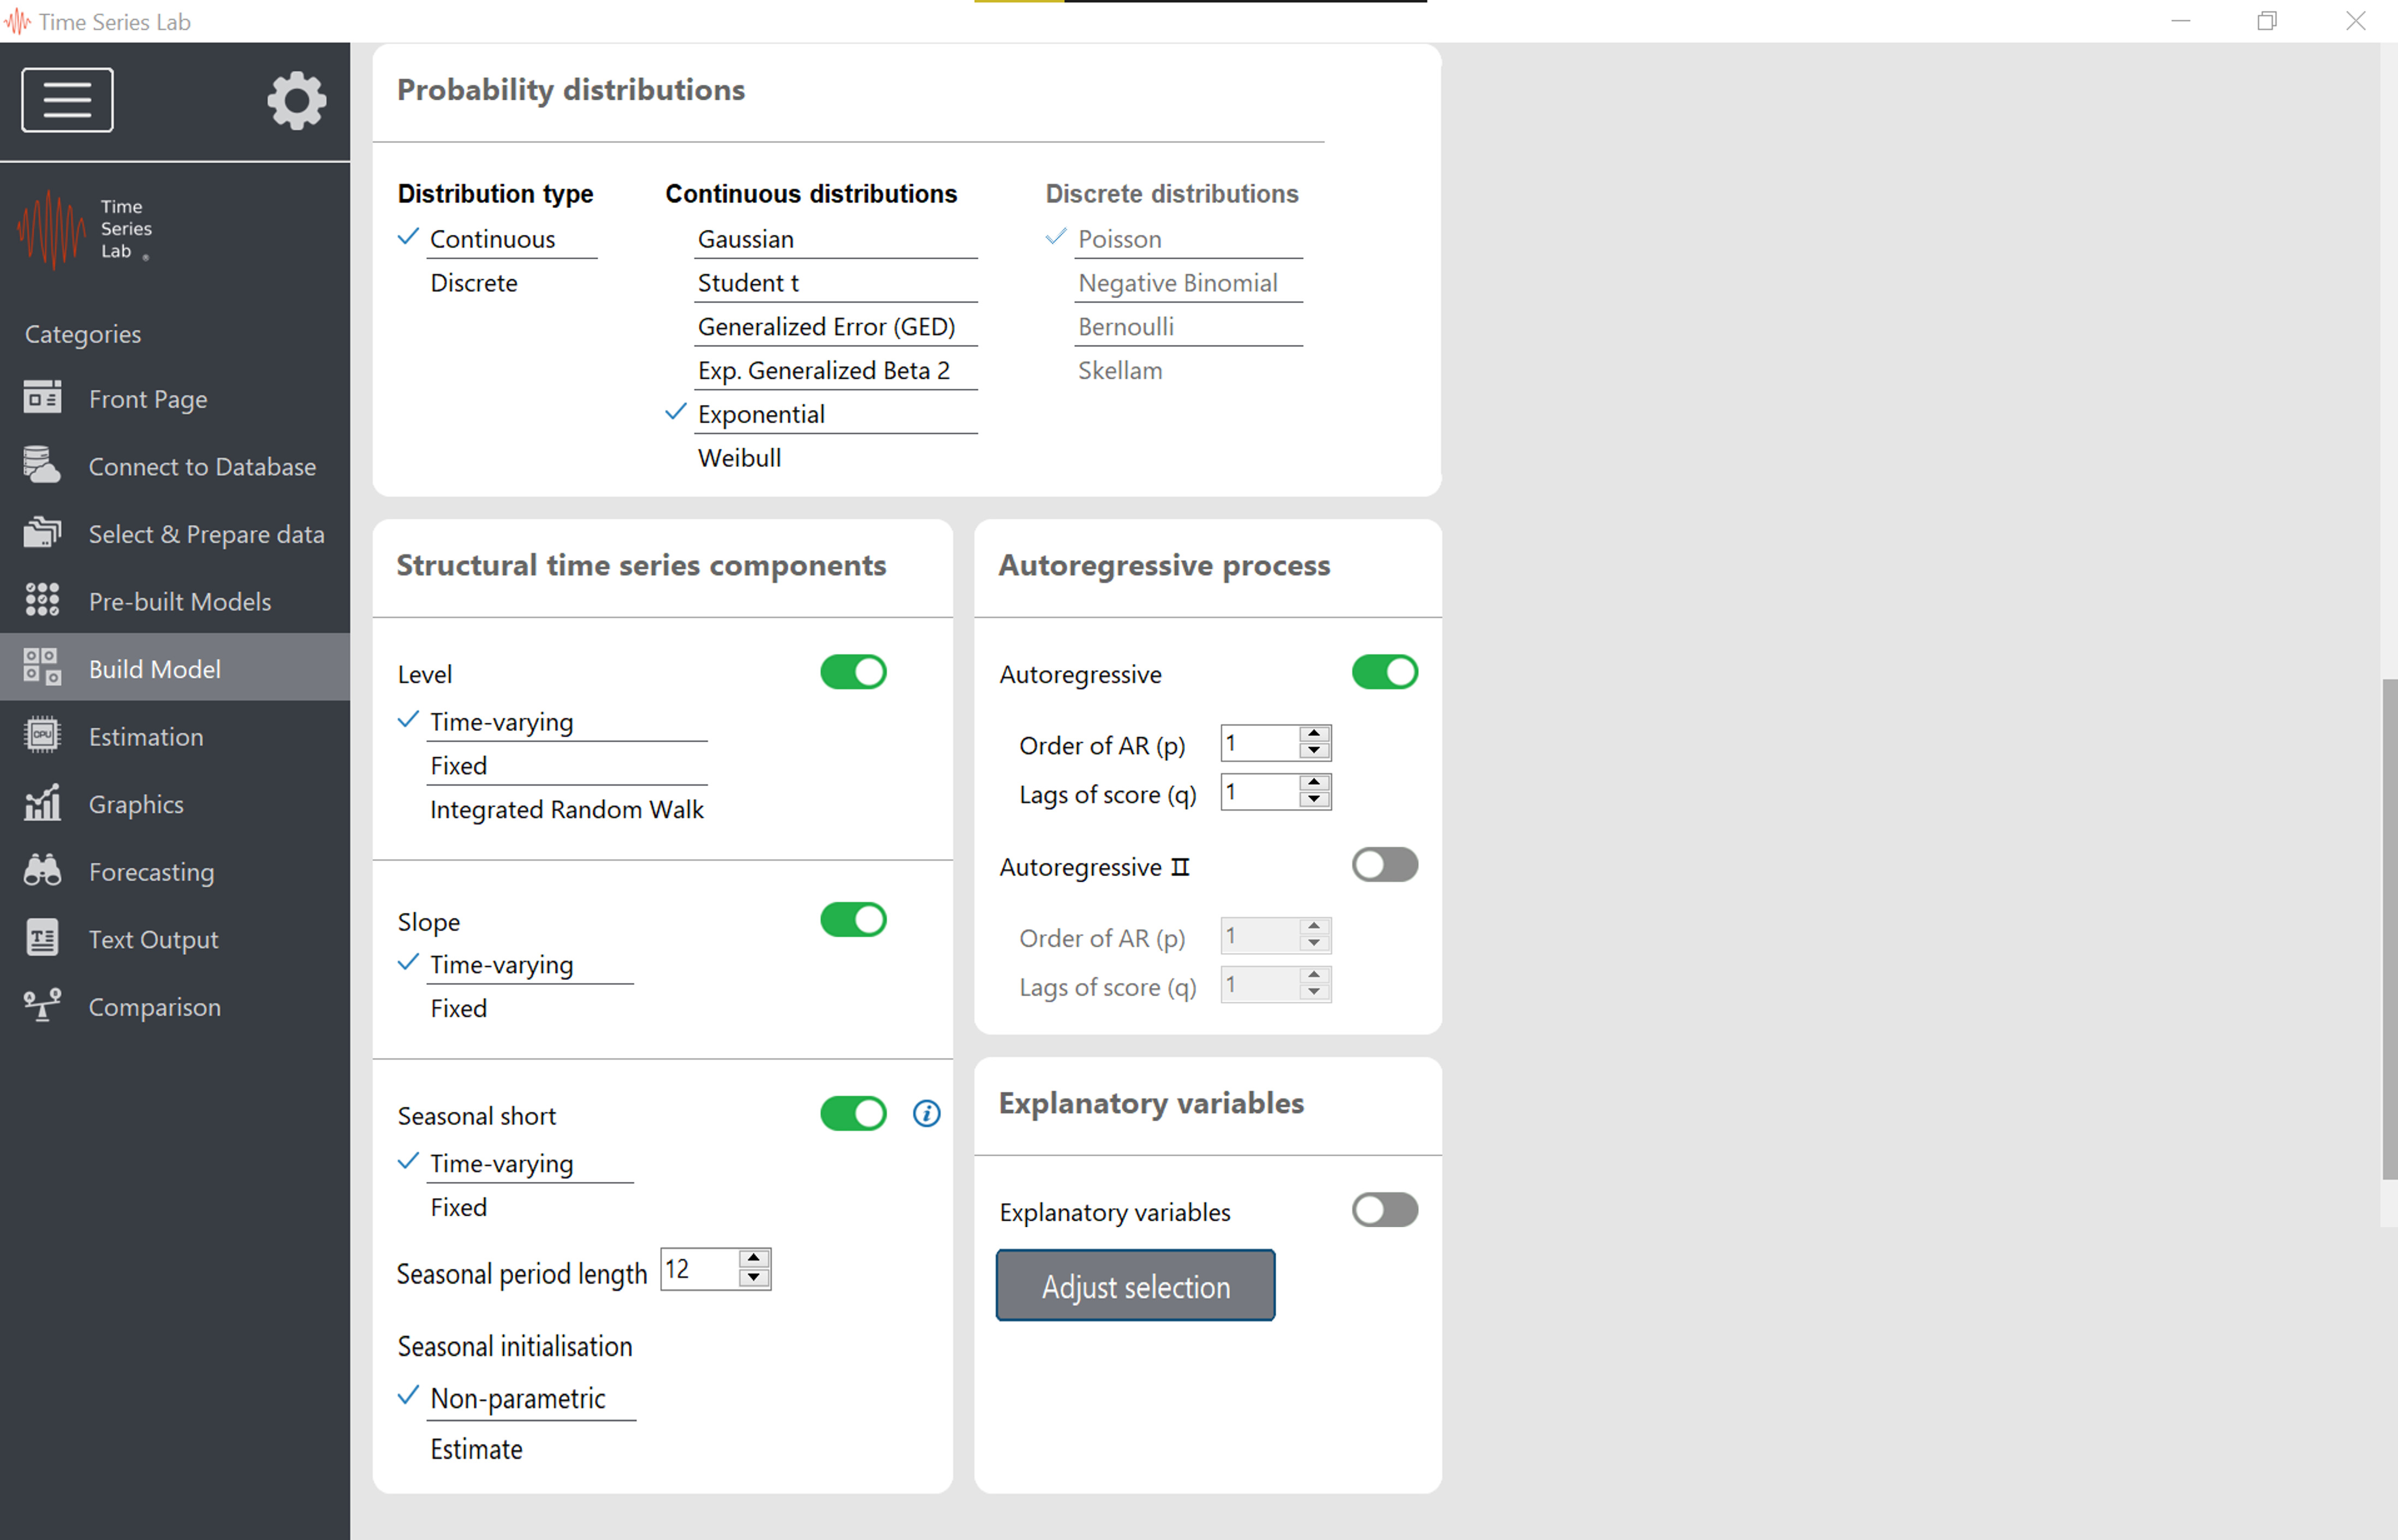 Time Series Lab
Time
Series
Lab ®
Categories
Front Page
Connect to Database
Select & Prepare data
Pre-built Models
Build Model
CPU
Estimation
Graphics
Forecasting
Text Output
Comparison
Probability distributions
Distribution type
Continuous
Discrete
Continuous distributions
Gaussian
Student t
Generalized Error (GED)
Exp. Generalized Beta 2
Exponential
Weibull
Discrete distributions
Poisson
Negative Binomial
Bernoulli
Skellam
Structural time series components
Level
Time-varying
Fixed
Integrated Random Walk
Slope
Time-varying
Fixed
Seasonal short
Time-varying
Fixed
Seasonal period length 12
Seasonal initialisation
Non-parametric
Estimate
Autoregressive process
Autoregressive
Order of AR (p) 1
Lags of score (q) 1
Autoregressive II
Order of AR (p) 1
Lags of score (q) 1
Explanatory variables
Explanatory variables
Adjust selection